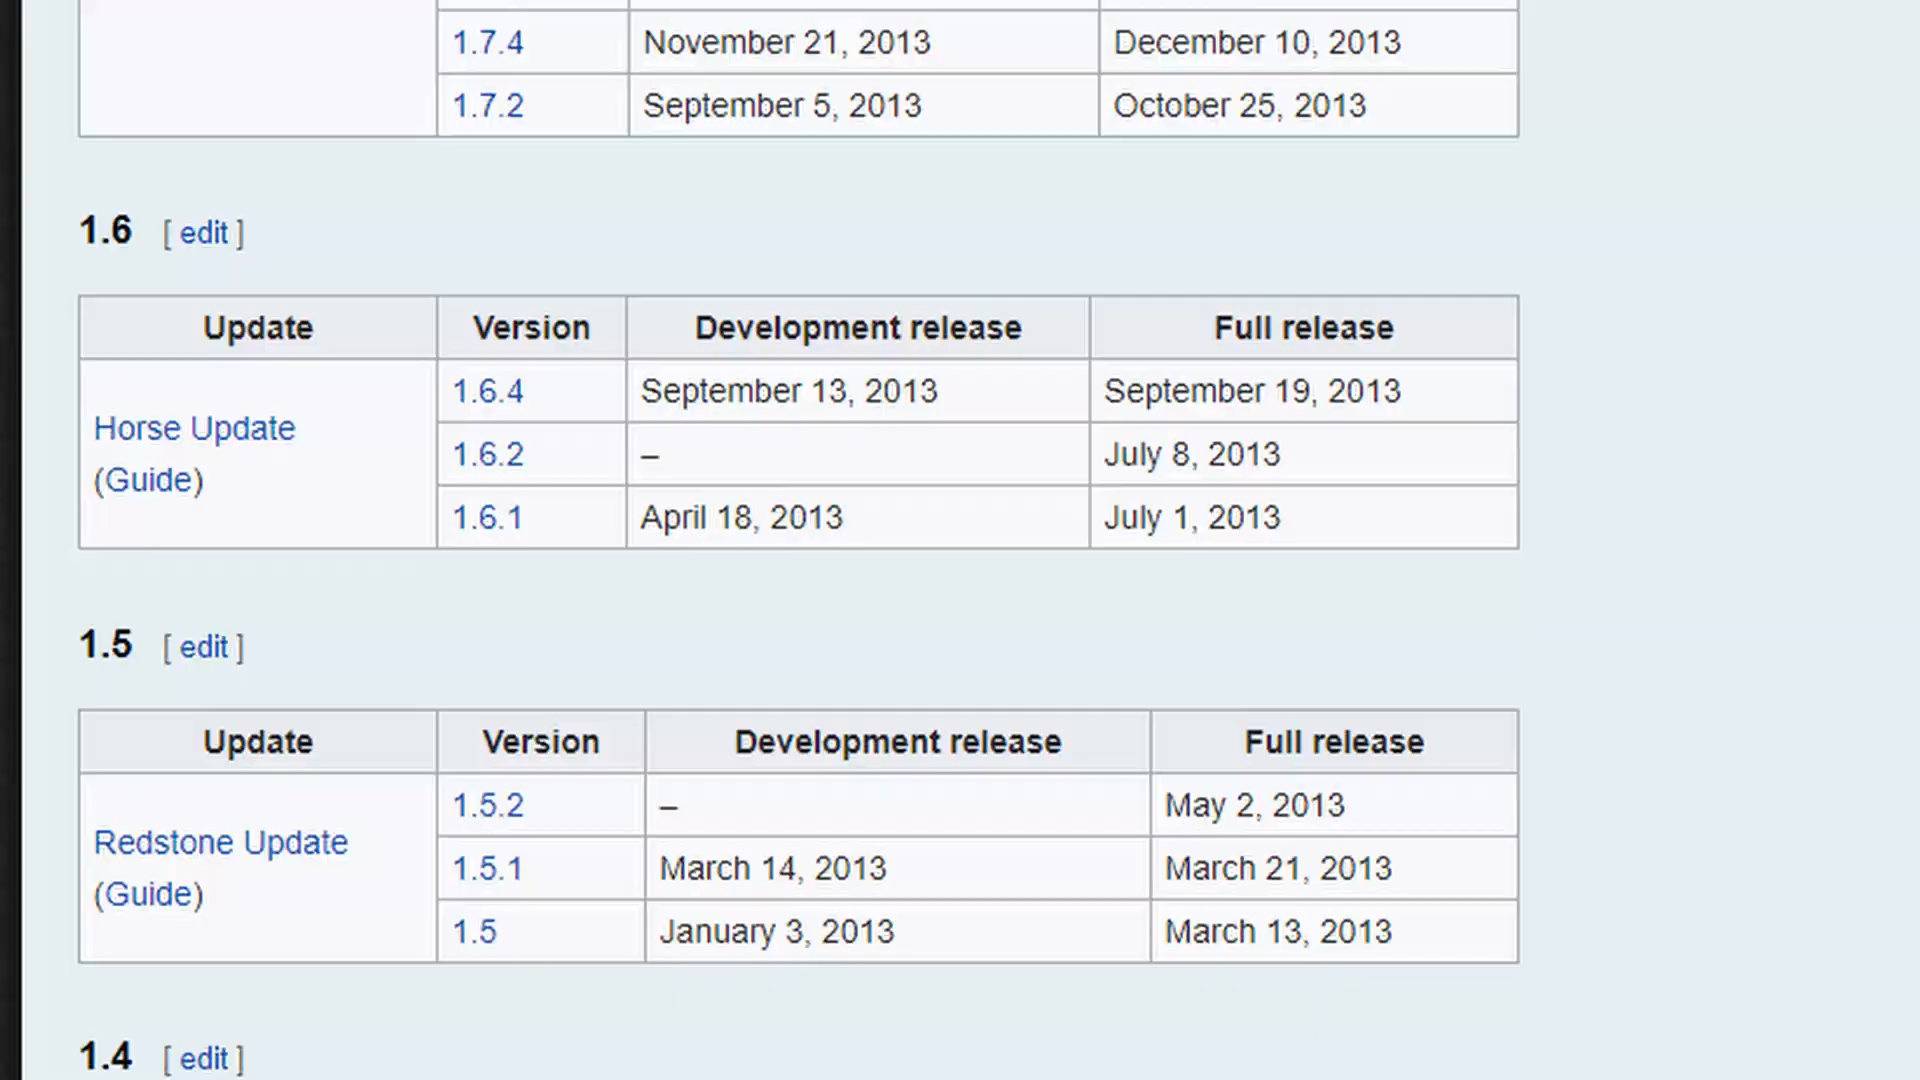 1.7.4 November 21, 2013 December 10, 2013
1.7.2 September 5, 2013 October 25, 2013
1.6 [ edit ]
Update Version Development release Full release
Horse Update
(Guide)
1.6.4 September 13, 2013 September 19, 2013
1.6.2 – July 8, 2013
1.6.1 April 18, 2013 July 1, 2013
1.5 [ edit ]
Update Version Development release Full release
Redstone Update
(Guide)
1.5.2 – May 2, 2013
1.5.1 March 14, 2013 March 21, 2013
1.5 January 3, 2013 March 13, 2013
1.4 [ edit ]